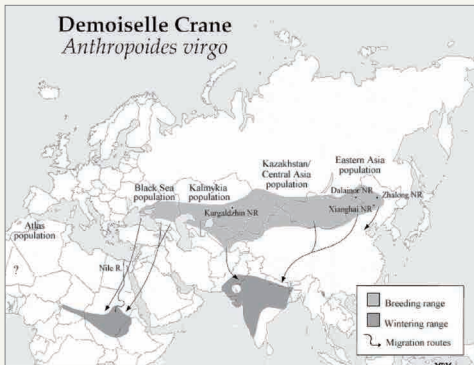 Demoiselle Crane
Anthropoides virgo
Kazakhstan/
Central Asia
population
Eastern Asia
population
Black Sea
population
Kalmykia
population
Dalainor NR
Zhalong NR
Kurgaldzhin NR
Xianghai NR
Atlas
population
?
Nile R.
Breeding range
Wintering range
Migration routes